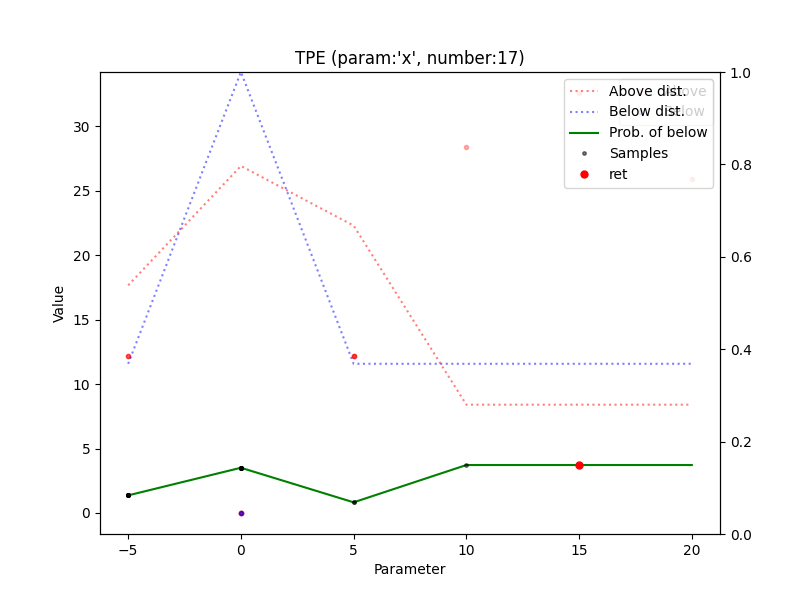 TPE (param:'x', number:17)
Above dist.
Below dist.
Prob. of below
Samples
ret
Value
30
25
20
15
10
5
0
1.0
0.8
0.6
0.4
0.2
0.0
−5
0
5
10
15
20
Parameter